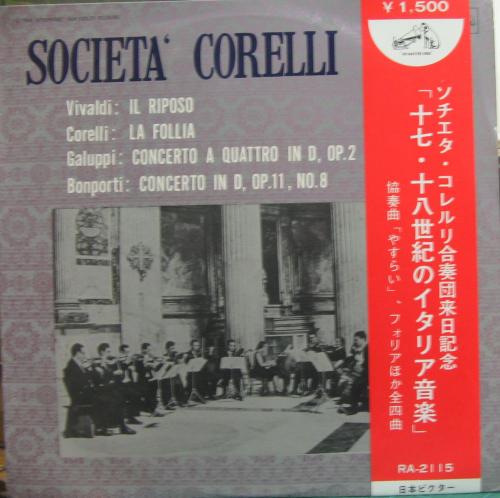 SOCIETA' CORELLI
Vivaldi: IL RIPOSO
Corelli: LA FOLLIA
Galuppi: CONCERTO A QUATTRO IN D, OP.2
Bonporti: CONCERTO IN D, OP.11, NO.8
¥1,500
ソチエタ・コレルリ合奏団来日記念
「十七・十八世紀のイタリア音楽」
協奏曲「やすらい」、フォリアほか全四曲
RA-2115
日本ビクター